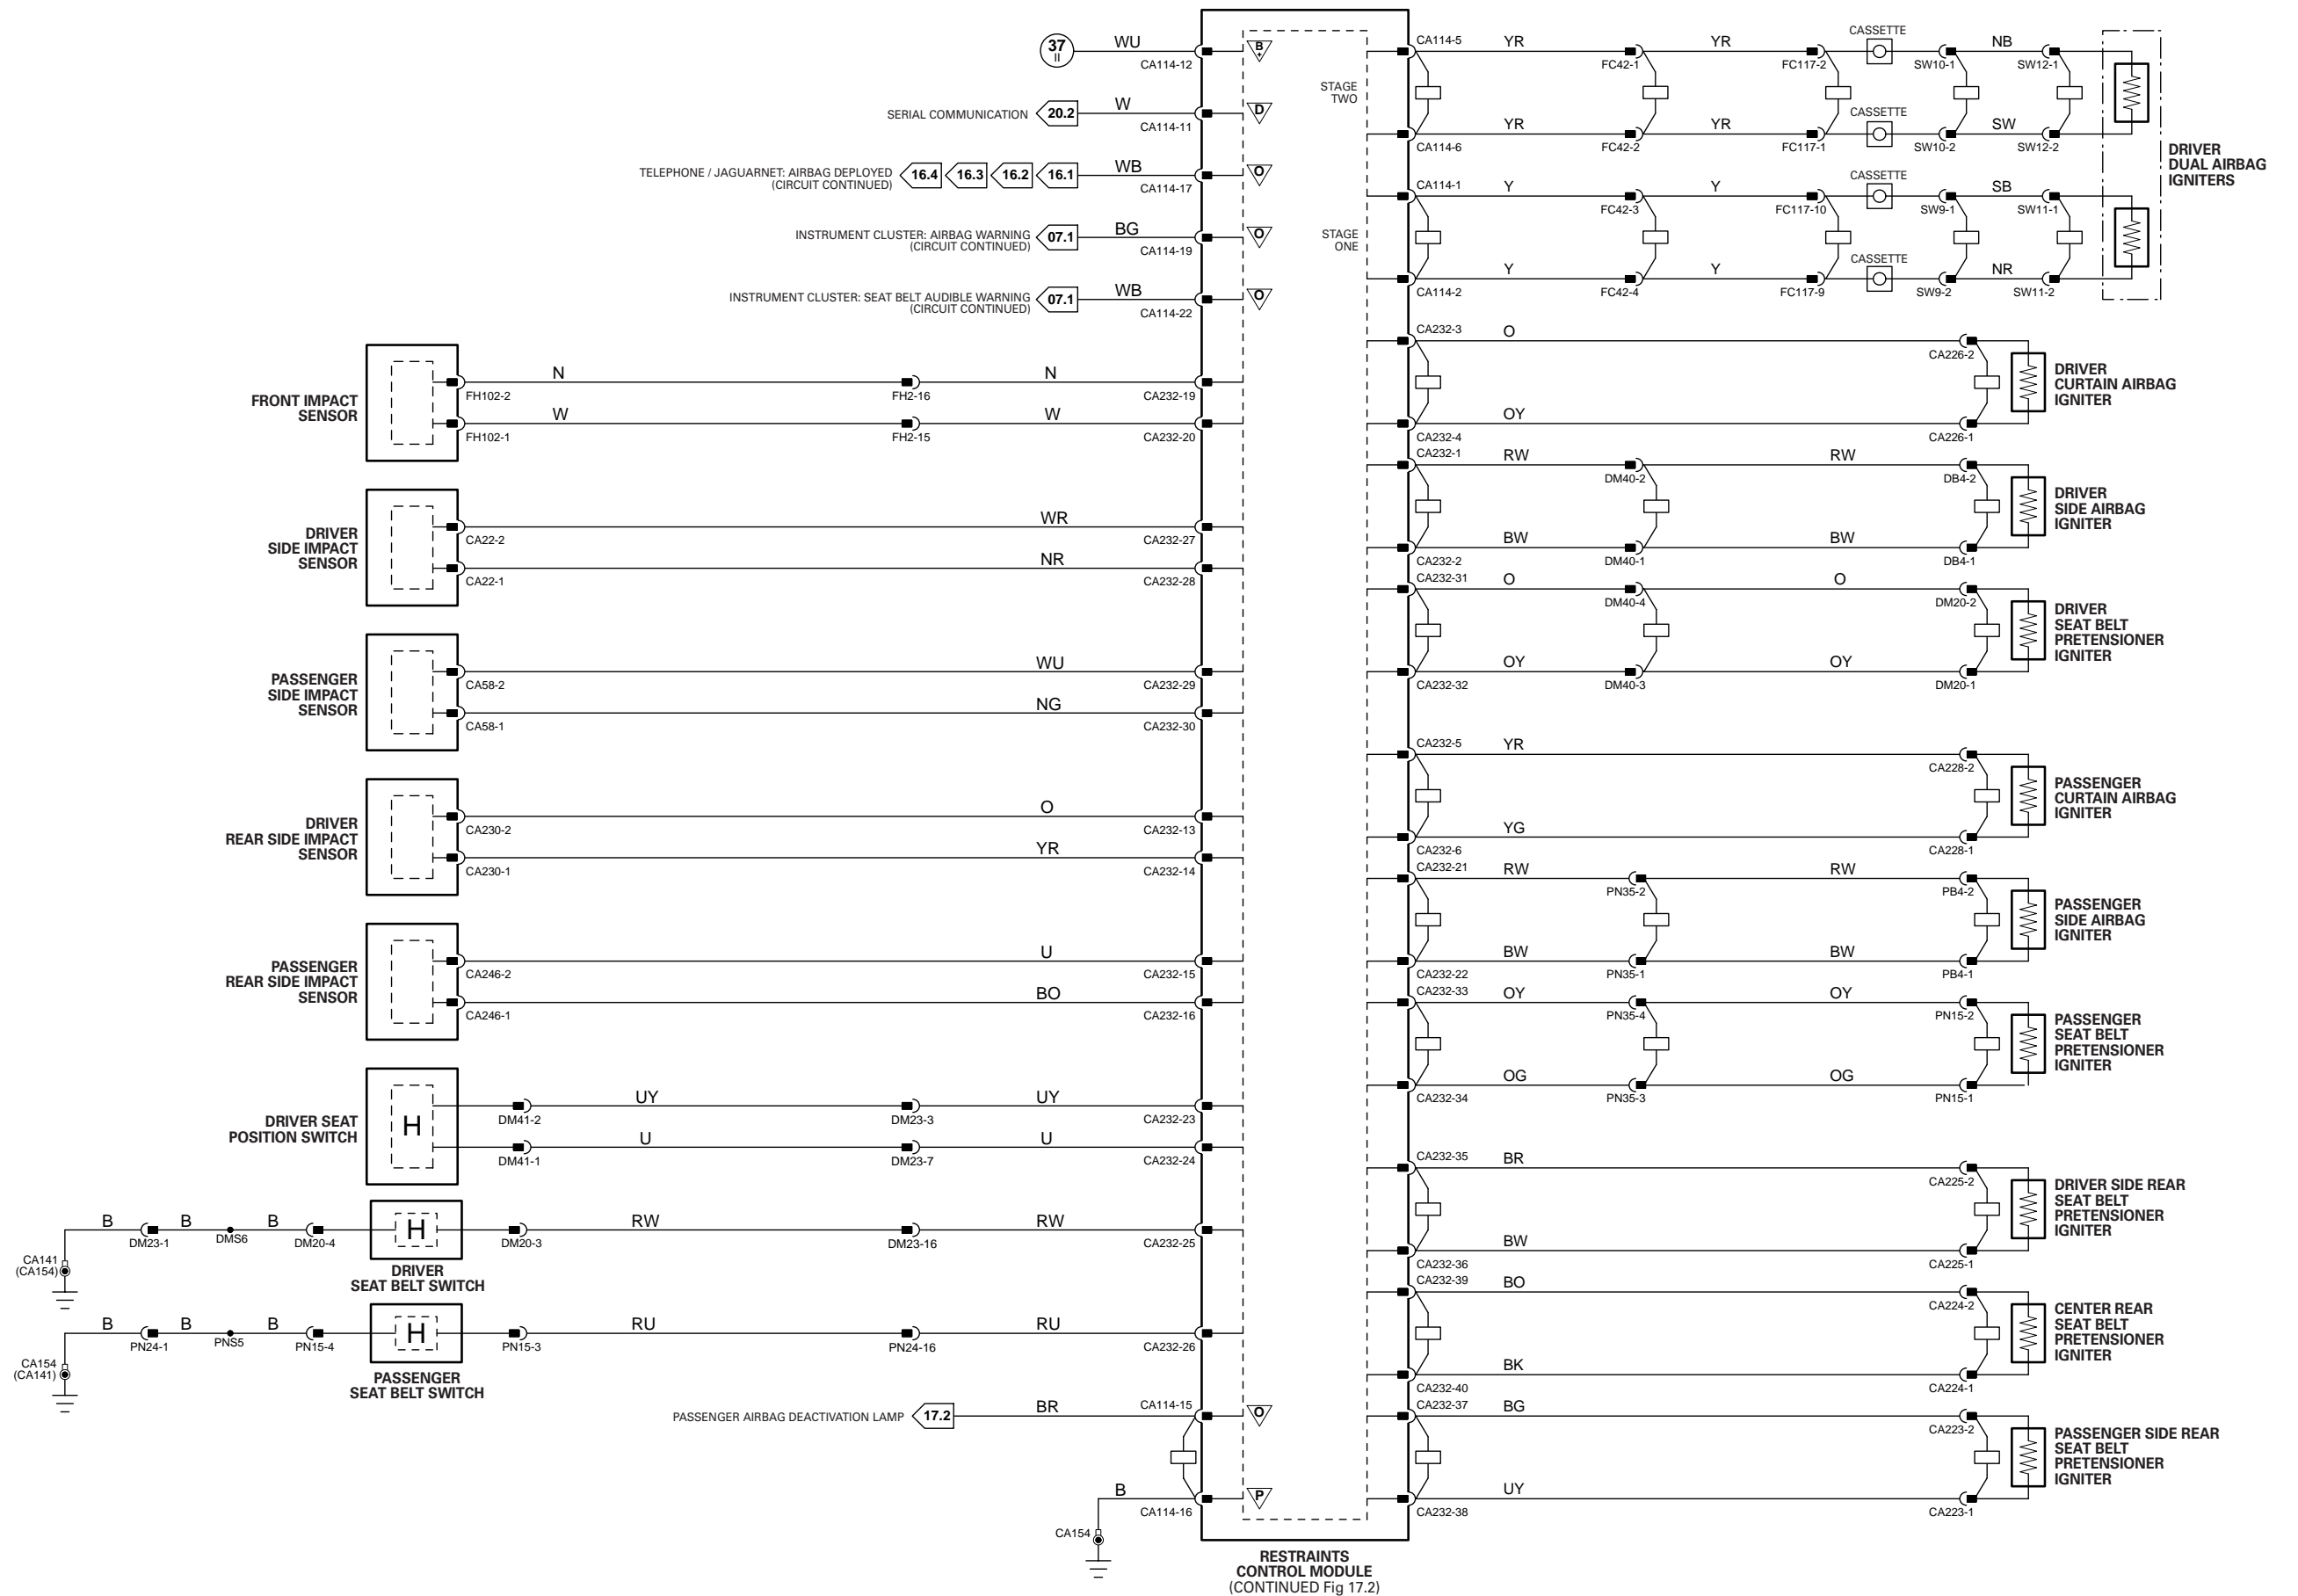 37
II
WU
CA114-12
B
+
SERIAL COMMUNICATION
20.2
W
CA114-11
D
TELEPHONE / JAGUARNET: AIRBAG DEPLOYED
(CIRCUIT CONTINUED)
16.4
16.3
16.2
16.1
WB
CA114-17
O
INSTRUMENT CLUSTER: AIRBAG WARNING
(CIRCUIT CONTINUED)
07.1
BG
CA114-19
O
INSTRUMENT CLUSTER: SEAT BELT AUDIBLE WARNING
(CIRCUIT CONTINUED)
07.1
WB
CA114-22
O
FRONT IMPACT
SENSOR
N
N
FH102-2
FH2-16
CA232-19
W
W
FH102-1
FH2-15
CA232-20
DRIVER
SIDE IMPACT
SENSOR
WR
CA22-2
CA232-27
NR
CA22-1
CA232-28
PASSENGER
SIDE IMPACT
SENSOR
WU
CA58-2
CA232-29
NG
CA58-1
CA232-30
DRIVER
REAR SIDE IMPACT
SENSOR
O
CA230-2
CA232-13
YR
CA230-1
CA232-14
PASSENGER
REAR SIDE IMPACT
SENSOR
U
CA246-2
CA232-15
BO
CA246-1
CA232-16
DRIVER SEAT
POSITION SWITCH
H
UY
UY
DM41-2
DM23-3
CA232-23
U
U
DM41-1
DM23-7
CA232-24
B
B
B
H
RW
RW
DM23-1
DMS6
DM20-4
DM20-3
DM23-16
CA232-25
CA141
(CA154)
DRIVER
SEAT BELT SWITCH
B
B
B
H
RU
RU
PN24-1
PNS5
PN15-4
PN15-3
PN24-16
CA232-26
CA154
(CA141)
PASSENGER
SEAT BELT SWITCH
PASSENGER AIRBAG DEACTIVATION LAMP
17.2
BR
CA114-15
O
B
CA114-16
P
CA154
RESTRAINTS
CONTROL MODULE
(CONTINUED Fig 17.2)
STAGE
TWO
CA114-5
YR
FC42-1
YR
FC117-2
CASSETTE
SW10-1
NB
SW12-1
CA114-6
YR
FC42-2
YR
FC117-1
CASSETTE
SW10-2
SW
SW12-2
DRIVER
DUAL AIRBAG
IGNITERS
STAGE
ONE
CA114-1
Y
FC42-3
Y
FC117-10
CASSETTE
SW9-1
SB
SW11-1
CA114-2
Y
FC42-4
Y
FC117-9
CASSETTE
SW9-2
NR
SW11-2
CA232-3
O
CA226-2
DRIVER
CURTAIN AIRBAG
IGNITER
OY
CA232-4
CA226-1
CA232-1
RW
RW
DM40-2
DB4-2
DRIVER
SIDE AIRBAG
IGNITER
BW
BW
CA232-2
DM40-1
DB4-1
CA232-31
O
O
DM40-4
DM20-2
DRIVER
SEAT BELT
PRETENSIONER
IGNITER
OY
OY
CA232-32
DM40-3
DM20-1
CA232-5
YR
CA228-2
PASSENGER
CURTAIN AIRBAG
IGNITER
YG
CA232-6
CA228-1
CA232-21
RW
RW
PN35-2
PB4-2
PASSENGER
SIDE AIRBAG
IGNITER
BW
BW
CA232-22
PN35-1
PB4-1
CA232-33
OY
OY
PN35-4
PN15-2
PASSENGER
SEAT BELT
PRETENSIONER
IGNITER
OG
OG
CA232-34
PN35-3
PN15-1
CA232-35
BR
CA225-2
DRIVER SIDE REAR
SEAT BELT
PRETENSIONER
IGNITER
BW
CA232-36
CA225-1
CA232-39
BO
CA224-2
CENTER REAR
SEAT BELT
PRETENSIONER
IGNITER
BK
CA232-40
CA224-1
CA232-37
BG
CA223-2
PASSENGER SIDE REAR
SEAT BELT
PRETENSIONER
IGNITER
UY
CA232-38
CA223-1